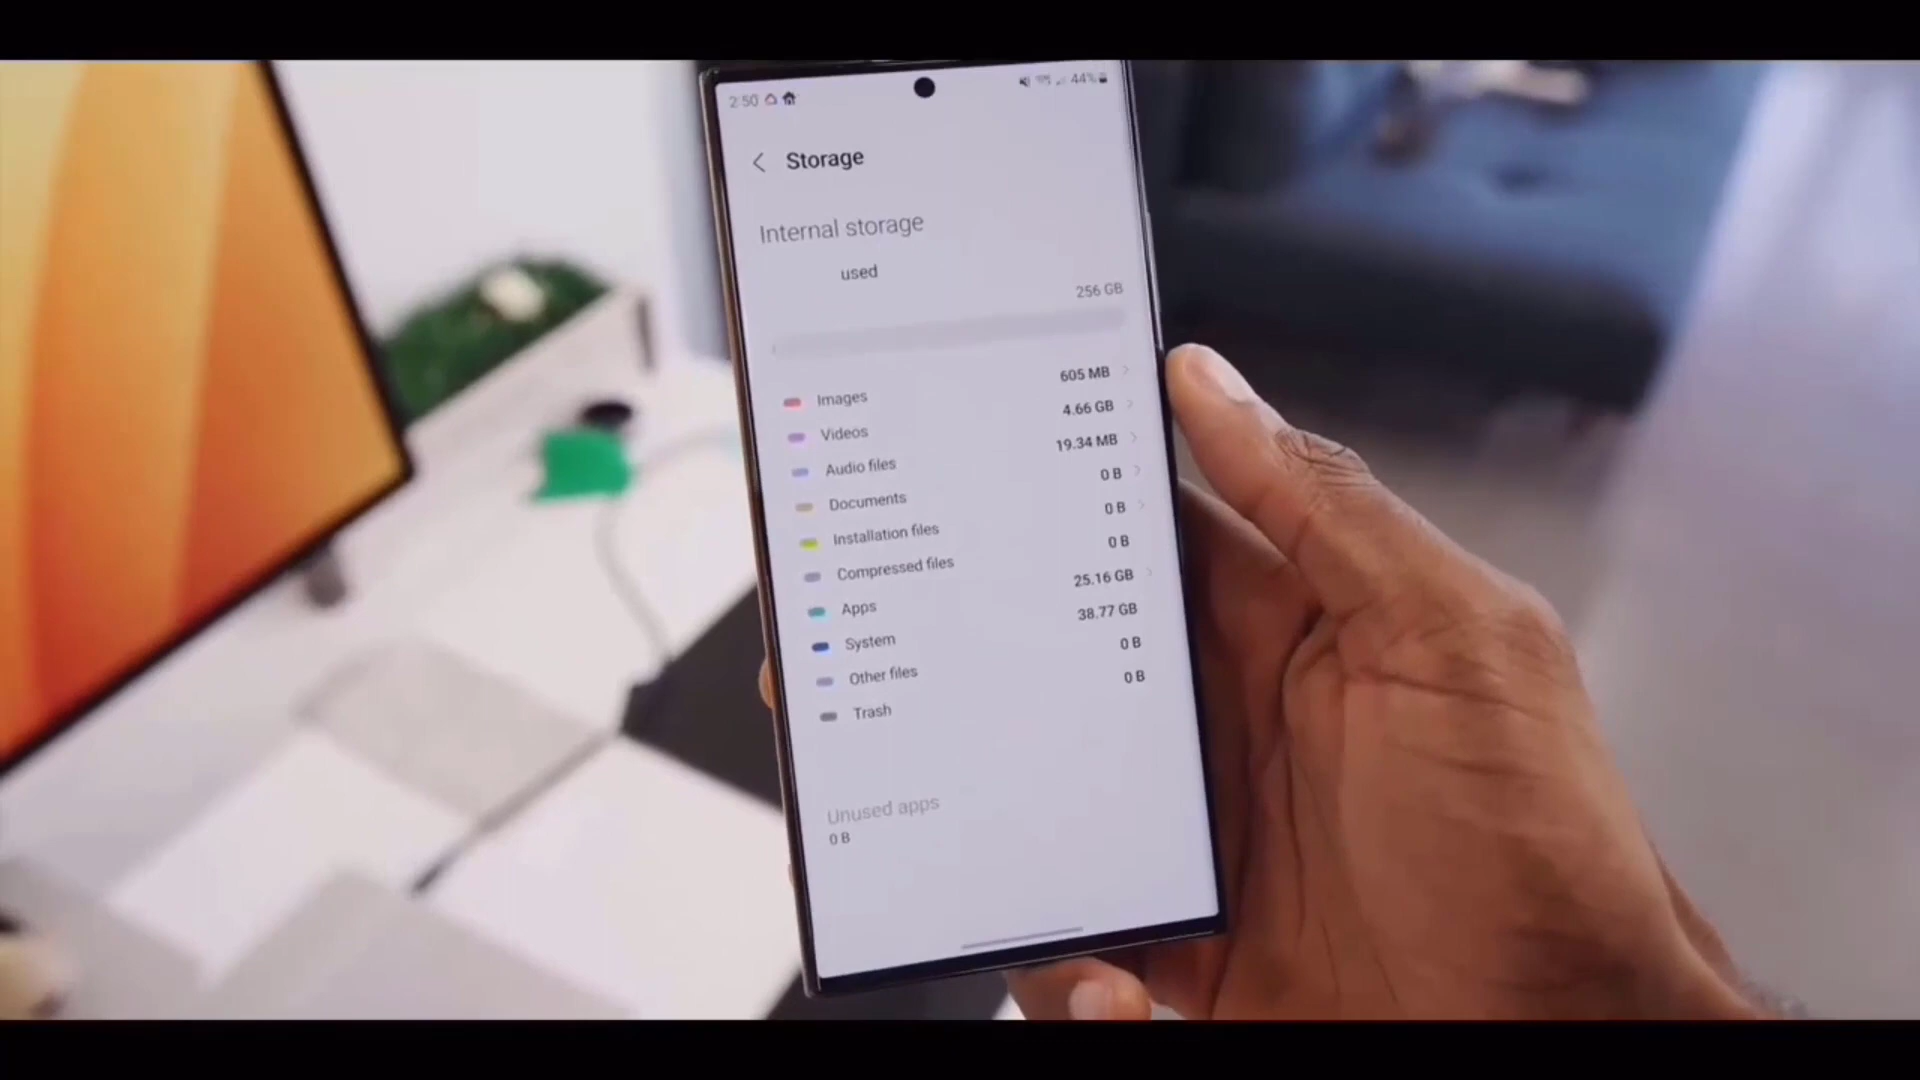 2:50 44%
Storage
Internal storage
used
256 GB
Images 605 MB
Videos 4.66 GB
Audio files 19.34 MB
Documents 0 B
Installation files 0 B
Compressed files 0 B
Apps 25.16 GB
System 38.77 GB
Other files 0 B
Trash 0 B
Unused apps
0 B